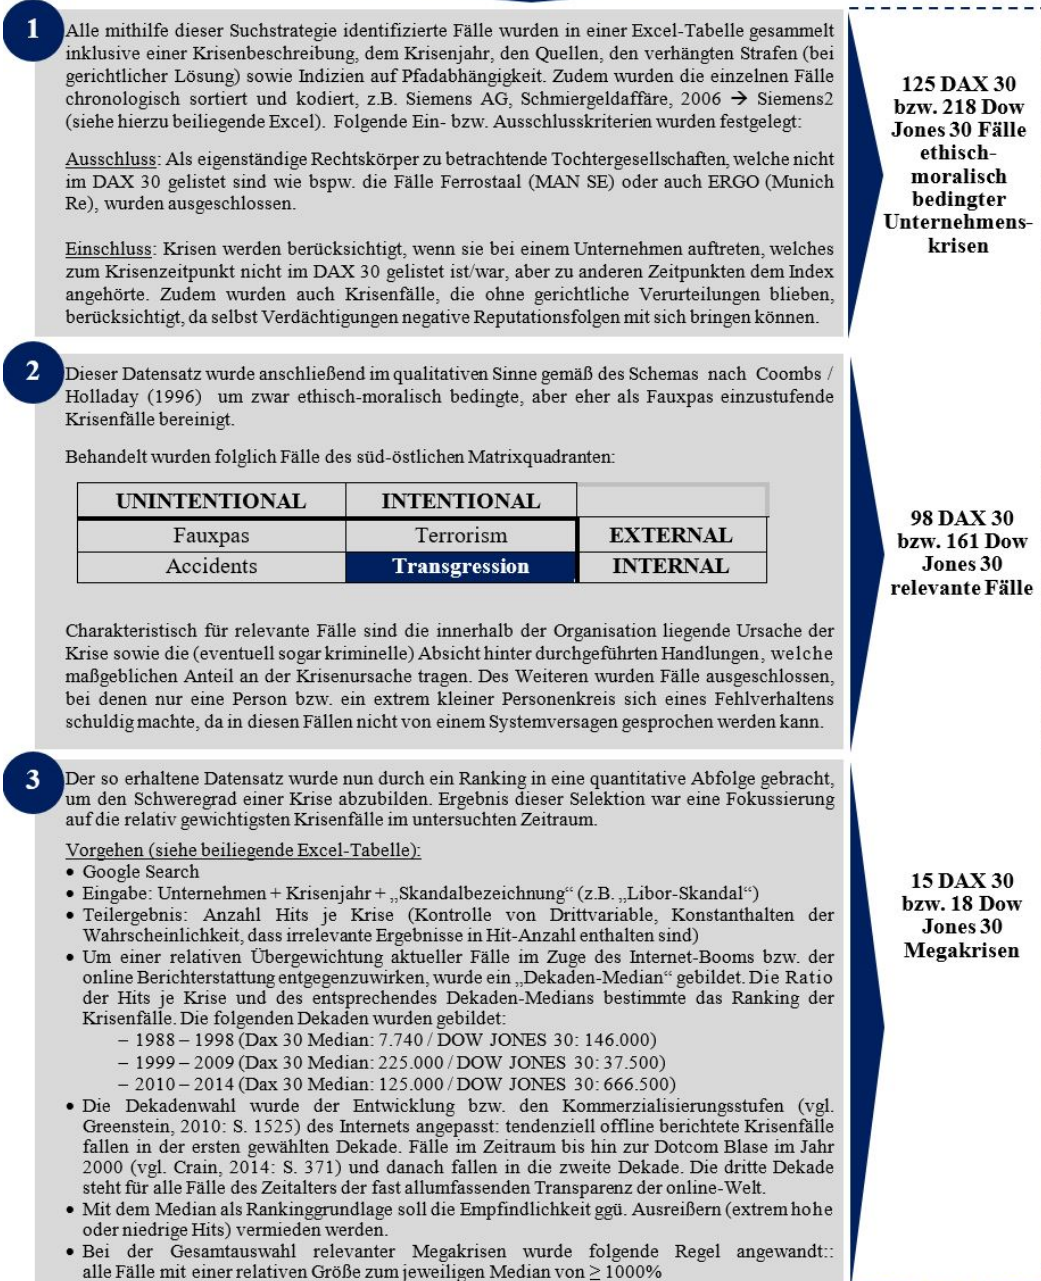 1
Alle mithilfe dieser Suchstrategie identifizierte Fälle wurden in einer Excel-Tabelle gesammelt
inklusive einer Krisenbeschreibung, dem Krisenjahr, den Quellen, den verhängten Strafen (bei
gerichtlicher Lösung) sowie Indizien auf Pfadabhängigkeit. Zudem wurden die einzelnen Fälle
chronologisch sortiert und kodiert, z.B. Siemens AG, Schmiergeldaffäre, 2006 → Siemens2
(siehe hierzu beiliegende Excel). Folgende Ein- bzw. Ausschlusskriterien wurden festgelegt:
Ausschluss: Als eigenständige Rechtskörper zu betrachtende Tochtergesellschaften, welche nicht
im DAX 30 gelistet sind wie bspw. die Fälle Ferrostaal (MAN SE) oder auch ERGO (Munich
Re), wurden ausgeschlossen.
Einschluss: Krisen werden berücksichtigt, wenn sie bei einem Unternehmen auftreten, welches
zum Krisenzeitpunkt nicht im DAX 30 gelistet ist/war, aber zu anderen Zeitpunkten dem Index
angehörte. Zudem wurden auch Krisenfälle, die ohne gerichtliche Verurteilungen blieben,
berücksichtigt, da selbst Verdächtigungen negative Reputationsfolgen mit sich bringen können.
125 DAX 30
bzw. 218 Dow
Jones 30 Fälle
ethisch-
moralisch
bedingter
Unternehmens-
krisen
2
Dieser Datensatz wurde anschließend im qualitativen Sinne gemäß des Schemas nach Coombs /
Holladay (1996) um zwar ethisch-moralisch bedingte, aber eher als Fauxpas einzustufende
Krisenfälle bereinigt.
Behandelt wurden folglich Fälle des süd-östlichen Matrixquadranten:
UNINTENTIONAL INTENTIONAL
Fauxpas Terrorism EXTERNAL
Accidents Transgression INTERNAL
Charakteristisch für relevante Fälle sind die innerhalb der Organisation liegende Ursache der
Krise sowie die (eventuell sogar kriminelle) Absicht hinter durchgeführten Handlungen, welche
maßgeblichen Anteil an der Krisenursache tragen. Des Weiteren wurden Fälle ausgeschlossen,
bei denen nur eine Person bzw. ein extrem kleiner Personenkreis sich eines Fehlverhaltens
schuldig machte, da in diesen Fällen nicht von einem Systemversagen gesprochen werden kann.
98 DAX 30
bzw. 161 Dow
Jones 30
relevante Fälle
3
Der so erhaltene Datensatz wurde nun durch ein Ranking in eine quantitative Abfolge gebracht,
um den Schweregrad einer Krise abzubilden. Ergebnis dieser Selektion war eine Fokussierung
auf die relativ gewichtigsten Krisenfälle im untersuchten Zeitraum.
Vorgehen (siehe beiliegende Excel-Tabelle):
• Google Search
• Eingabe: Unternehmen + Krisenjahr + „Skandalbezeichnung“ (z.B. „Libor-Skandal“)
• Teilergebnis: Anzahl Hits je Krise (Kontrolle von Drittvariable, Konstanthalten der
Wahrscheinlichkeit, dass irrelevante Ergebnisse in Hit-Anzahl enthalten sind)
• Um einer relativen Übergewichtung aktueller Fälle im Zuge des Internet-Booms bzw. der
online Berichterstattung entgegenzuwirken, wurde ein „Dekaden-Median“ gebildet. Die Ratio
der Hits je Krise und des entsprechendes Dekaden-Medians bestimmte das Ranking der
Krisenfälle. Die folgenden Dekaden wurden gebildet:
– 1988 – 1998 (Dax 30 Median: 7.740 / DOW JONES 30: 146.000)
– 1999 – 2009 (Dax 30 Median: 225.000 / DOW JONES 30: 37.500)
– 2010 – 2014 (Dax 30 Median: 125.000 / DOW JONES 30: 666.500)
• Die Dekadenwahl wurde der Entwicklung bzw. den Kommerzialisierungsstufen (vgl.
Greenstein, 2010: S. 1525) des Internets angepasst: tendenziell offline berichtete Krisenfälle
fallen in der ersten gewählten Dekade. Fälle im Zeitraum bis hin zur Dotcom Blase im Jahr
2000 (vgl. Crain, 2014: S. 371) und danach fallen in die zweite Dekade. Die dritte Dekade
steht für alle Fälle des Zeitalters der fast allumfassenden Transparenz der online-Welt.
• Mit dem Median als Rankinggrundlage soll die Empfindlichkeit ggü. Ausreißern (extrem hohe
oder niedrige Hits) vermieden werden.
• Bei der Gesamtauswahl relevanter Megakrisen wurde folgende Regel angewandt::
alle Fälle mit einer relativen Größe zum jeweiligen Median von ≥ 1000%
15 DAX 30
bzw. 18 Dow
Jones 30
Megakrisen